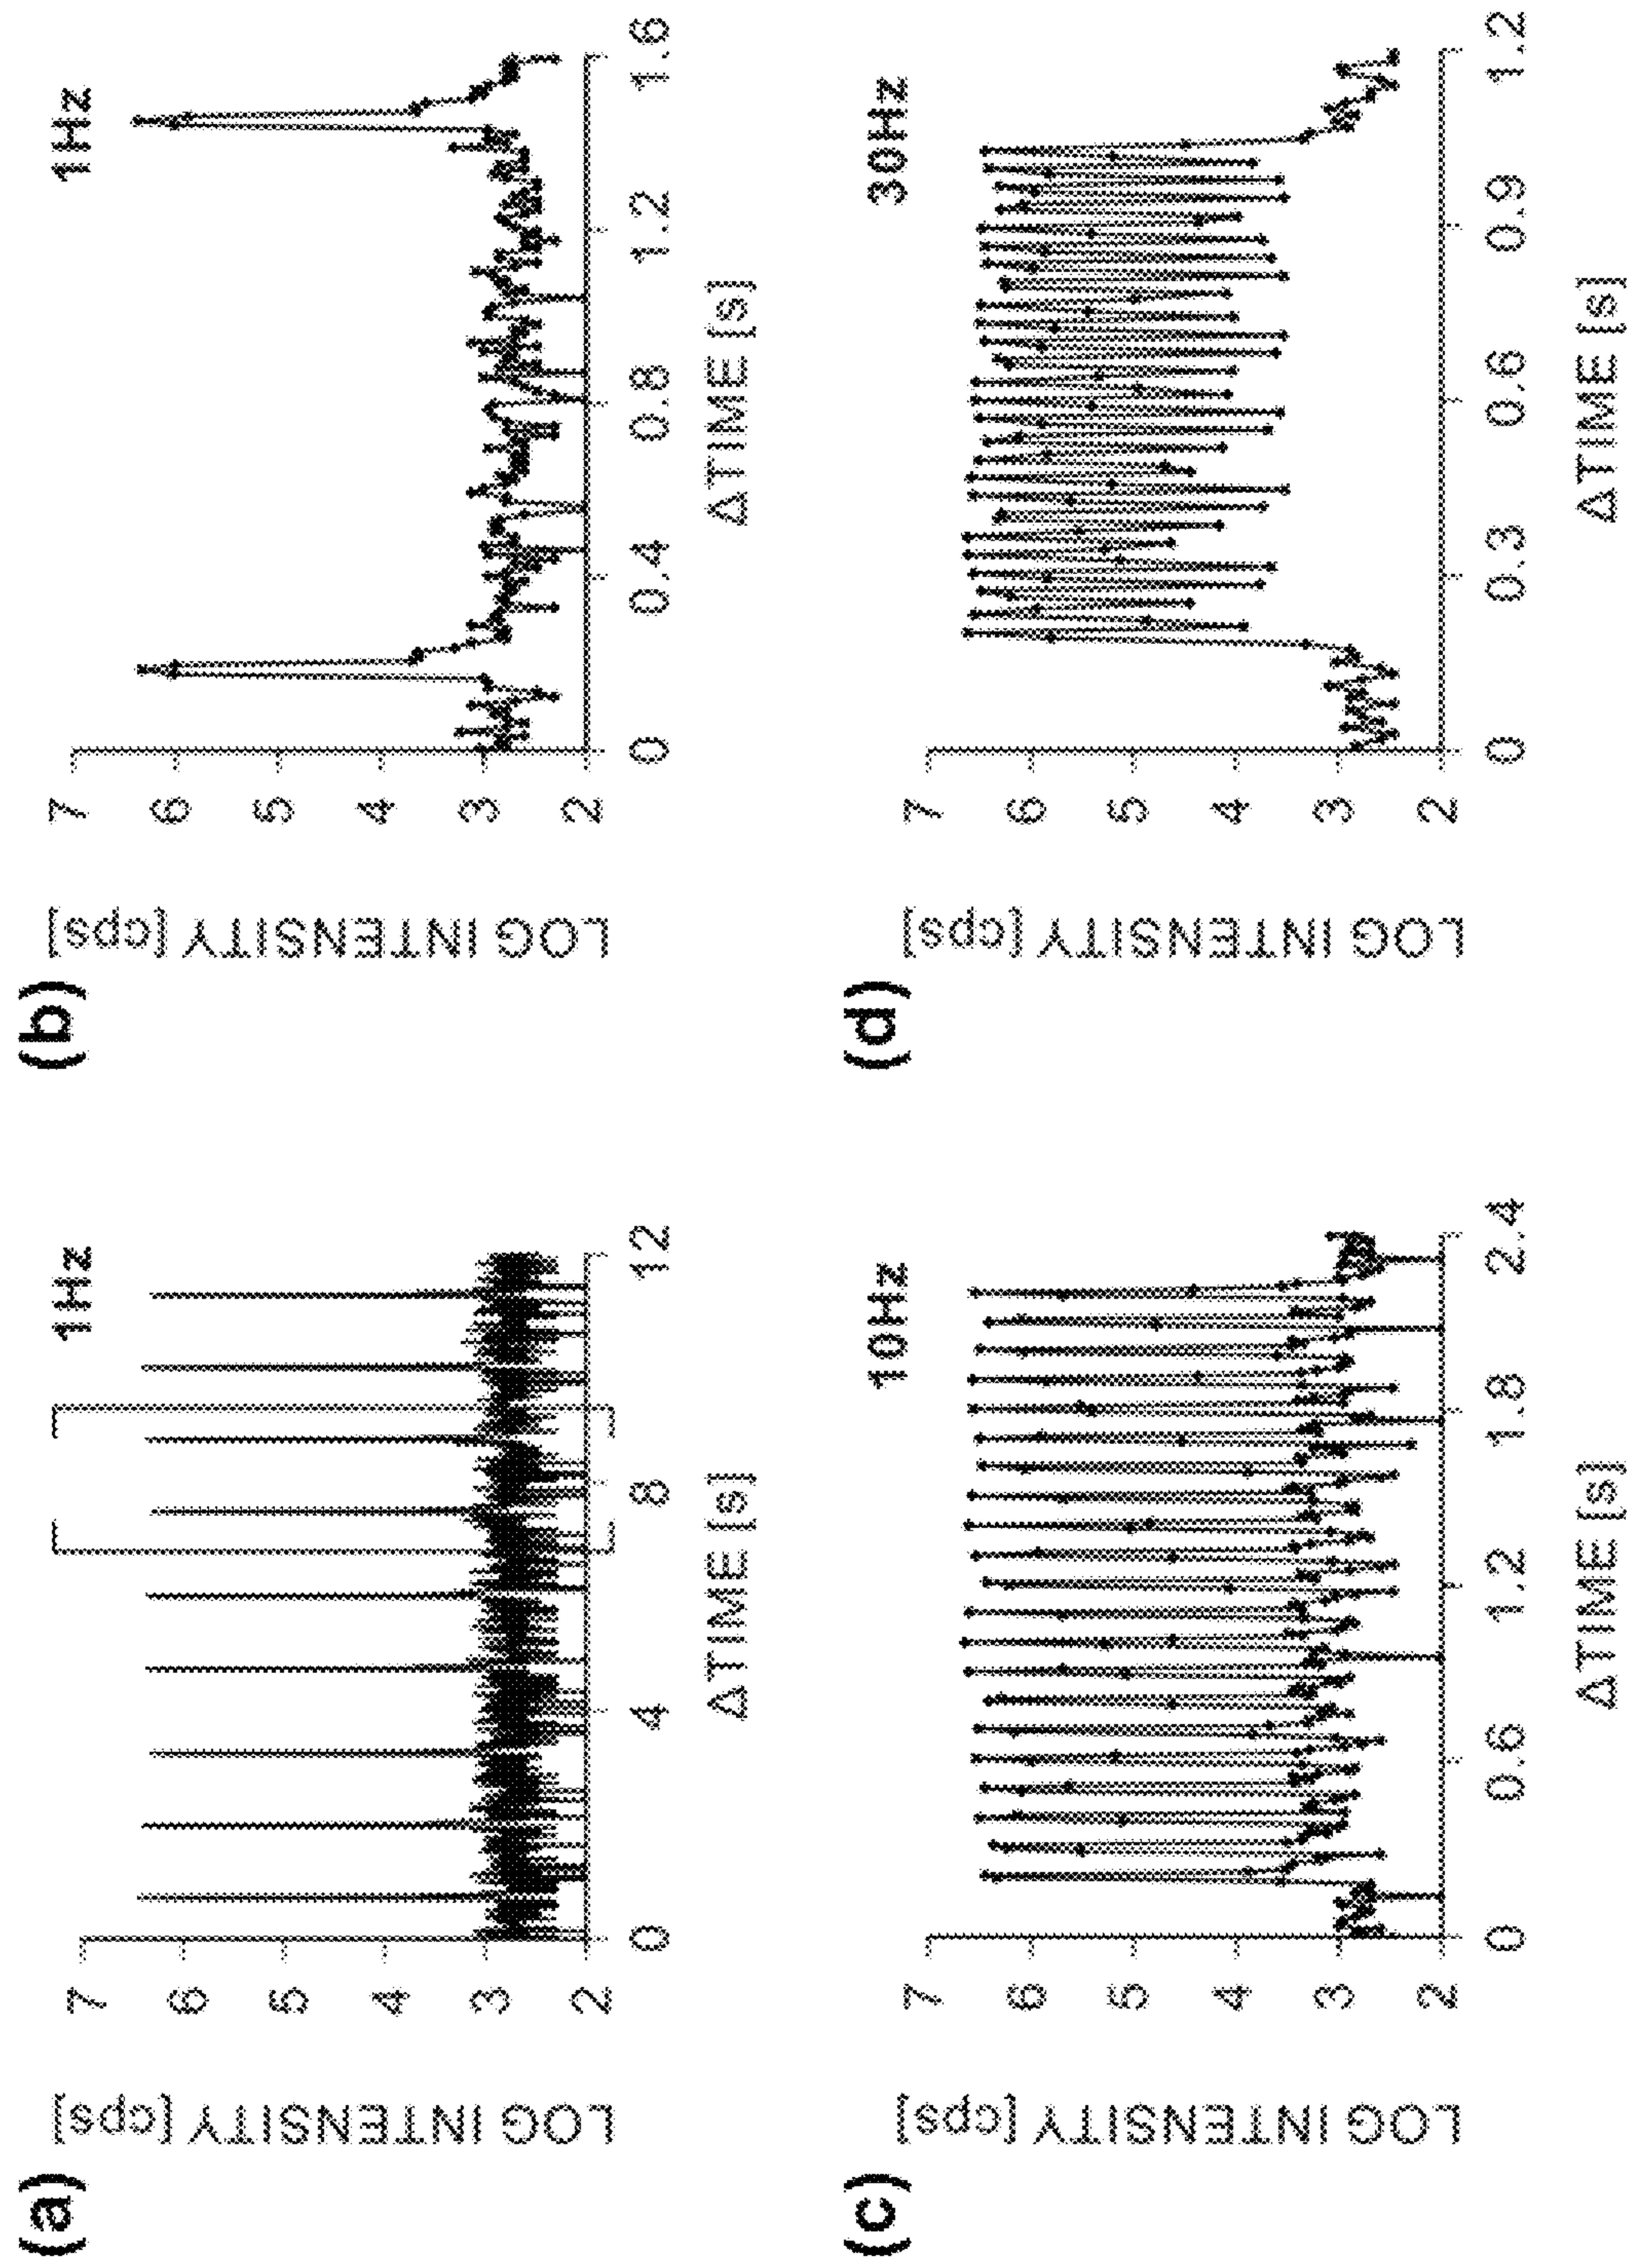 (a)
1Hz
LOG INTENSITY [cps]
7
6
5
4
3
2
0 4 8 12
ΔTIME [s]
(b)
1Hz
LOG INTENSITY [cps]
7
6
5
4
3
2
0 0.4 0.8 1.2 1.6
ΔTIME [s]
(c)
10Hz
LOG INTENSITY [cps]
7
6
5
4
3
2
0 0.6 1.2 1.8 2.4
ΔTIME [s]
(d)
30Hz
LOG INTENSITY [cps]
7
6
5
4
3
2
0 0.3 0.6 0.9 1.2
ΔTIME [s]